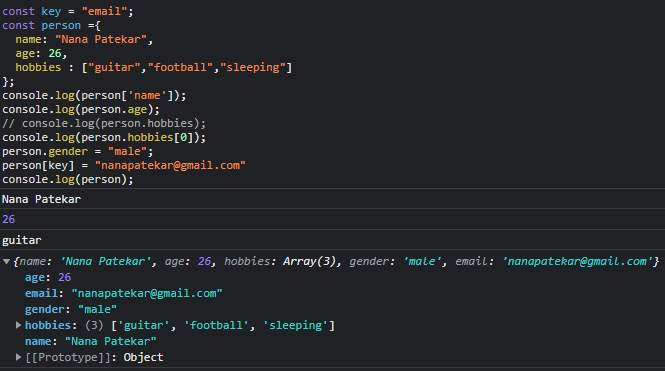 const key = "email";
const person ={
  name: "Nana Patekar",
  age: 26,
  hobbies : ["guitar","football","sleeping"]
};
console.log(person['name']);
console.log(person.age);
// console.log(person.hobbies);
console.log(person.hobbies[0]);
person.gender = "male";
person[key] = "nanapatekar@gmail.com"
console.log(person);
Nana Patekar
26
guitar
{name: 'Nana Patekar', age: 26, hobbies: Array(3), gender: 'male', email: 'nanapatekar@gmail.com'}
age: 26
email: "nanapatekar@gmail.com"
gender: "male"
hobbies: (3) ['guitar', 'football', 'sleeping']
name: "Nana Patekar"
[[Prototype]]: Object